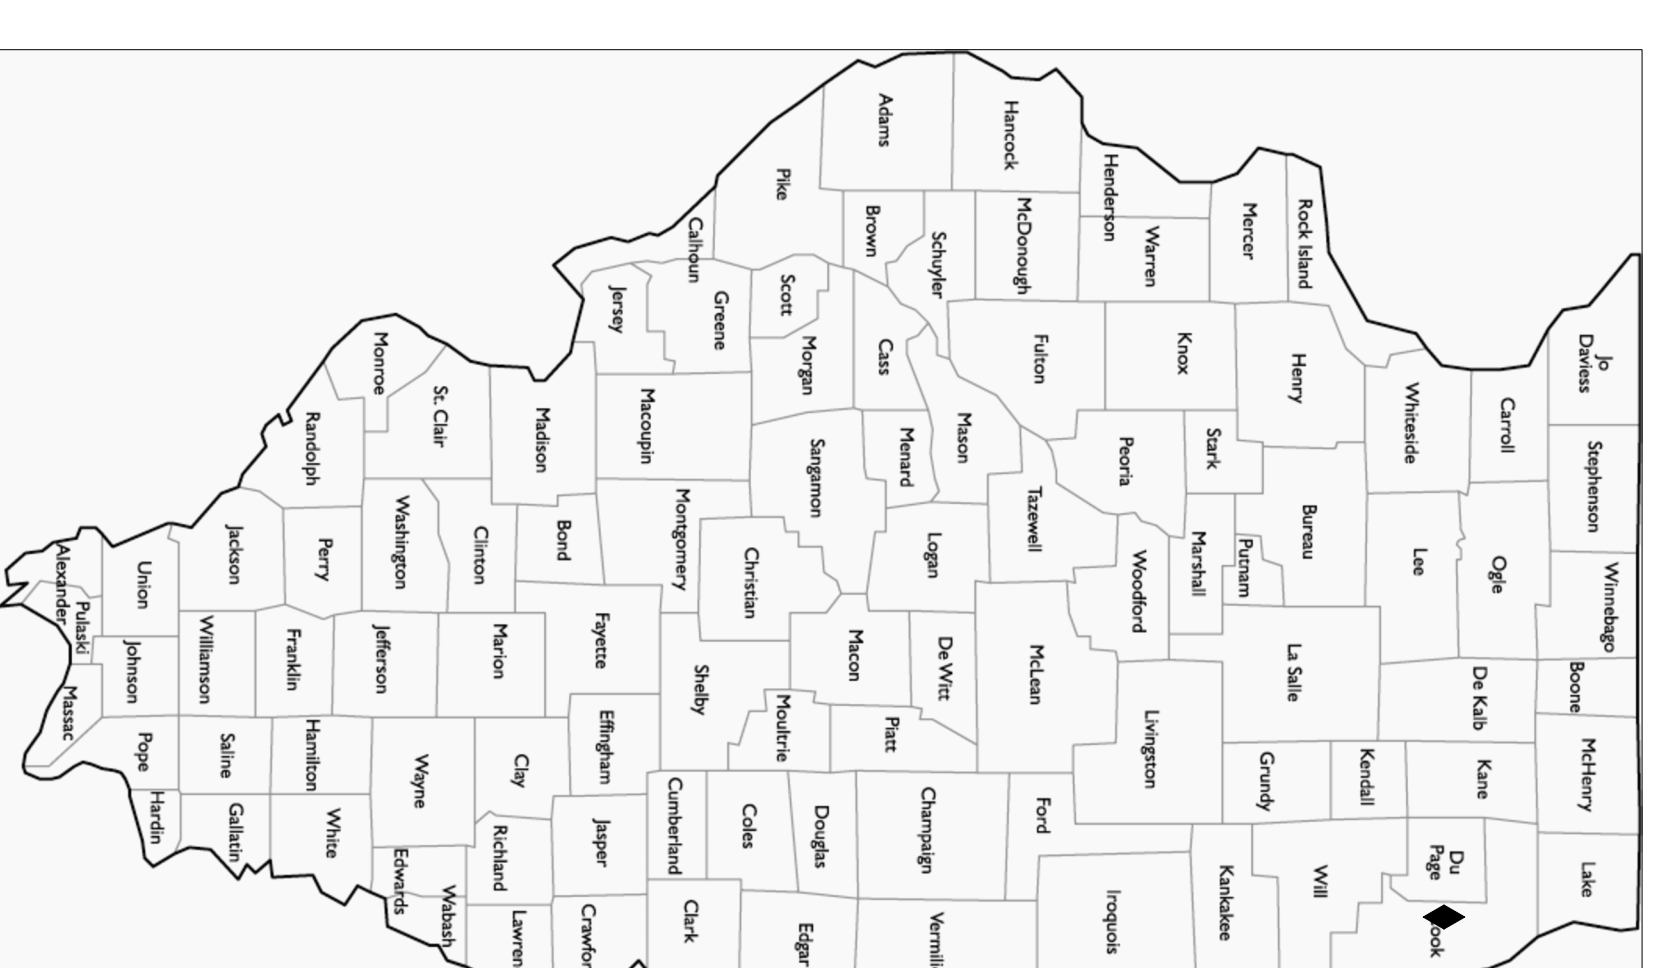 Jo
Daviess
Stephenson
Winnebago
Boone
McHenry
Lake
Carroll
Ogle
De Kalb
Kane
Du
Page
ook
Whiteside
Lee
Kendall
Will
Rock Island
Henry
Bureau
La Salle
Grundy
Mercer
Putnam
Kankakee
Knox
Stark
Marshall
Henderson
Warren
Peoria
Woodford
Livingston
Iroquois
Hancock
McDonough
Fulton
Tazewell
McLean
Ford
Schuyler
Mason
Logan
De Witt
Champaign
Vermili
Adams
Brown
Cass
Menard
Macon
Piatt
Douglas
Edgar
Pike
Scott
Morgan
Sangamon
Christian
Moultrie
Coles
Calhoun
Greene
Macoupin
Montgomery
Shelby
Cumberland
Clark
Jersey
Madison
Bond
Fayette
Effingham
Jasper
Crawfor
Clinton
Marion
Clay
Richland
Lawren
Monroe
St. Clair
Washington
Jefferson
Wayne
Edwards
Wabash
Randolph
Perry
Franklin
Hamilton
White
Jackson
Williamson
Saline
Gallatin
Union
Johnson
Pope
Hardin
Alexander
Pulaski
Massac